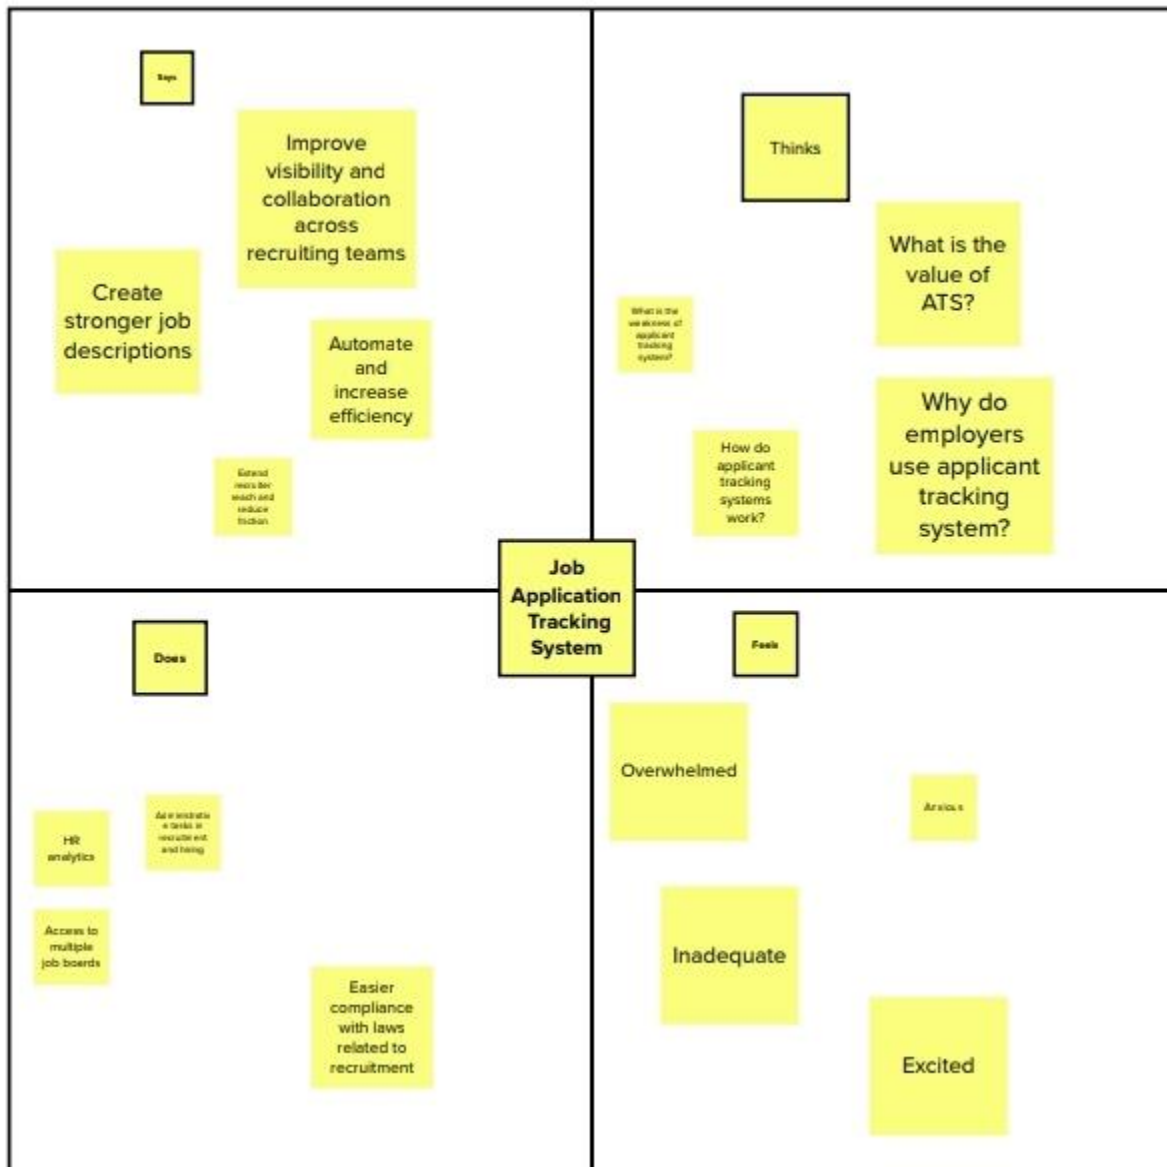 Says
Improve
visibility and
collaboration
across
recruiting teams
Create
stronger job
descriptions
Automate
and
increase
efficiency
Extend
recruiter
reach and
reduce
friction
Thinks
What is the
value of
ATS?
What is the
weakness of
applicant
tracking
system?
Why do
employers
use applicant
tracking
system?
How do
applicant
tracking
systems
work?
Job
Application
Tracking
System
Does
HR
analytics
Administrativ
e tasks in
recruitment
and hiring
Access to
multiple
job boards
Easier
compliance
with laws
related to
recruitment
Feels
Overwhelmed
Anxious
Inadequate
Excited